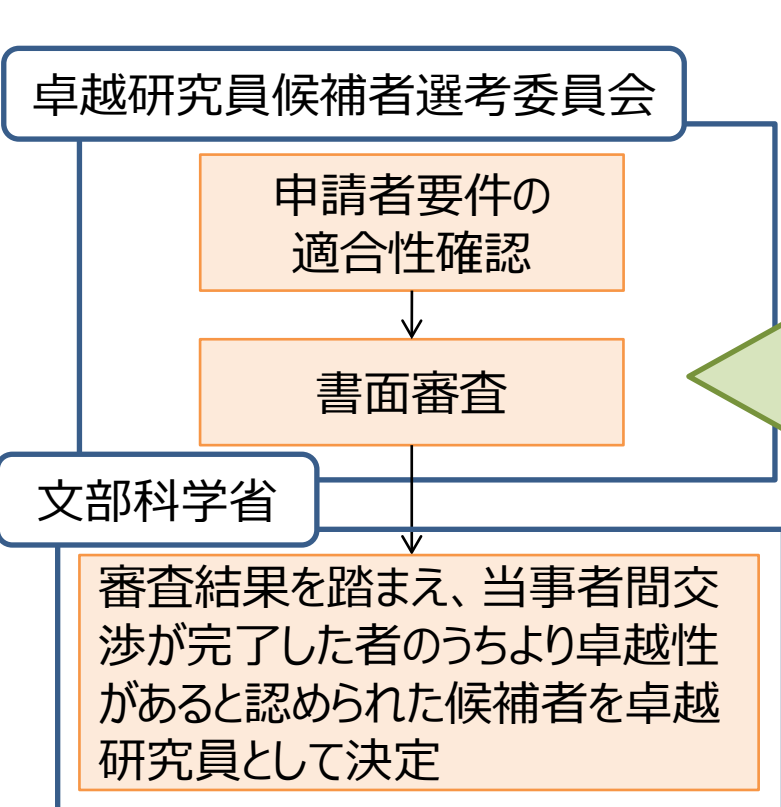 卓越研究員候補者選考委員会
申請者要件の
適合性確認
書面審査
文部科学省
審査結果を踏まえ、当事者間交
渉が完了した者のうちより卓越性
があると認められた候補者を卓越
研究員として決定